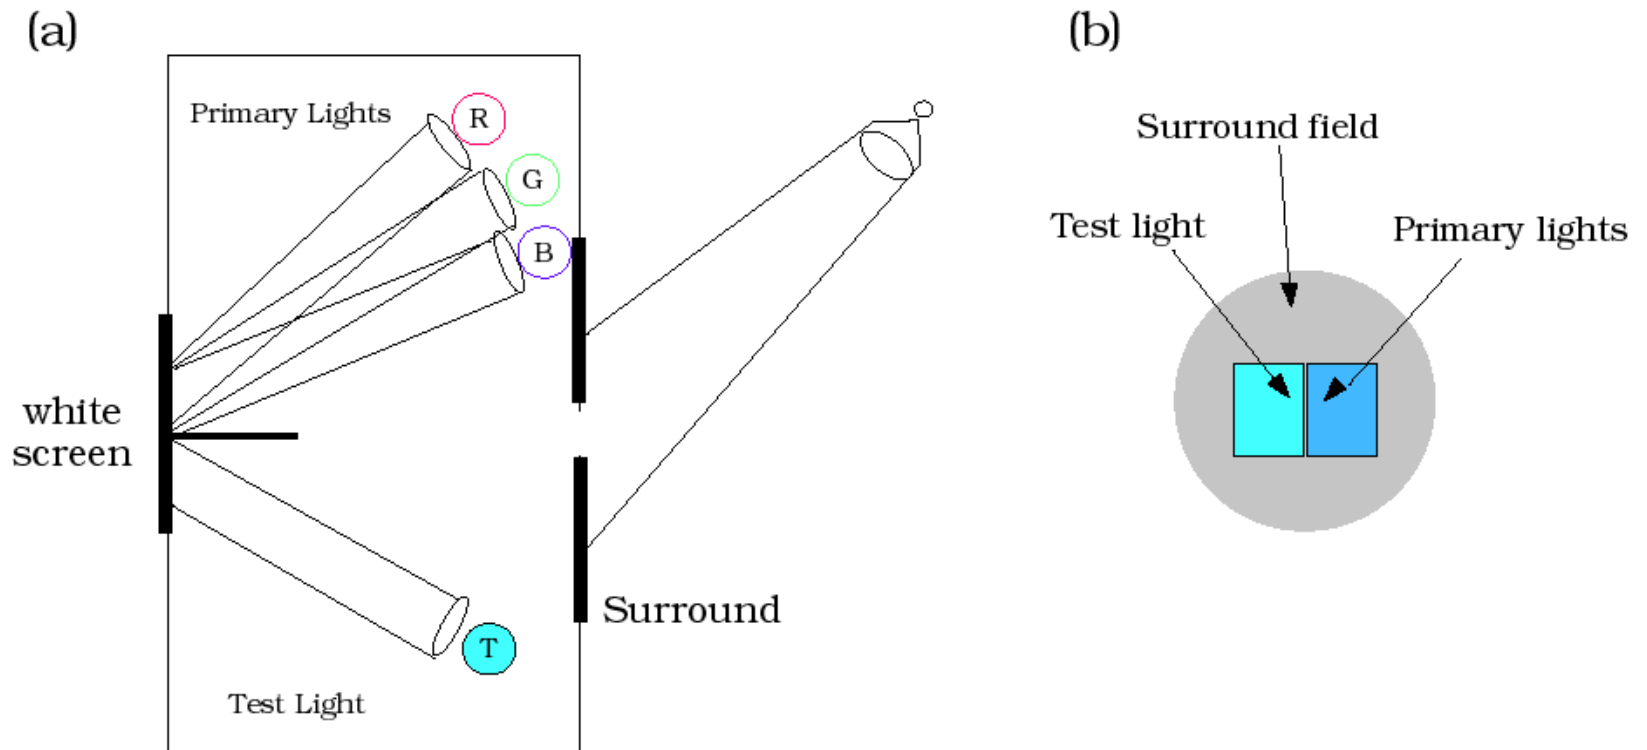 (a)
Primary Lights
R
G
B
white
screen
Surround
T
Test Light
(b)
Surround field
Test light
Primary lights